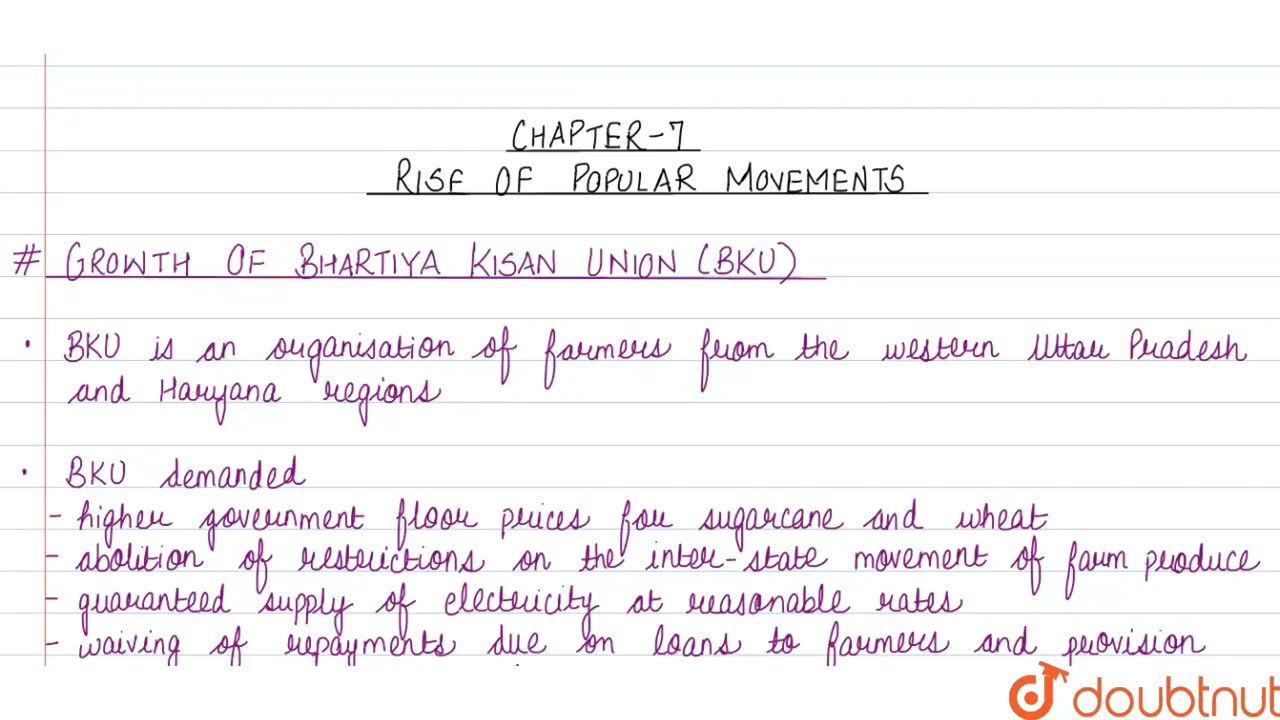 CHAPTER-7
RISE OF POPULAR MOVEMENTS
# GROWTH OF BHARTIYA KISAN UNION (BKU)
· BKU is an organisation of farmers from the western Uttar Pradesh
and Haryana regions
· BKU demanded
- higher government floor prices for sugarcane and wheat
- abolition of restrictions on the inter-state movement of farm produce
- guaranteed supply of electricity at reasonable rates
- waiving of repayments due on loans to farmers and provision
doubtnut